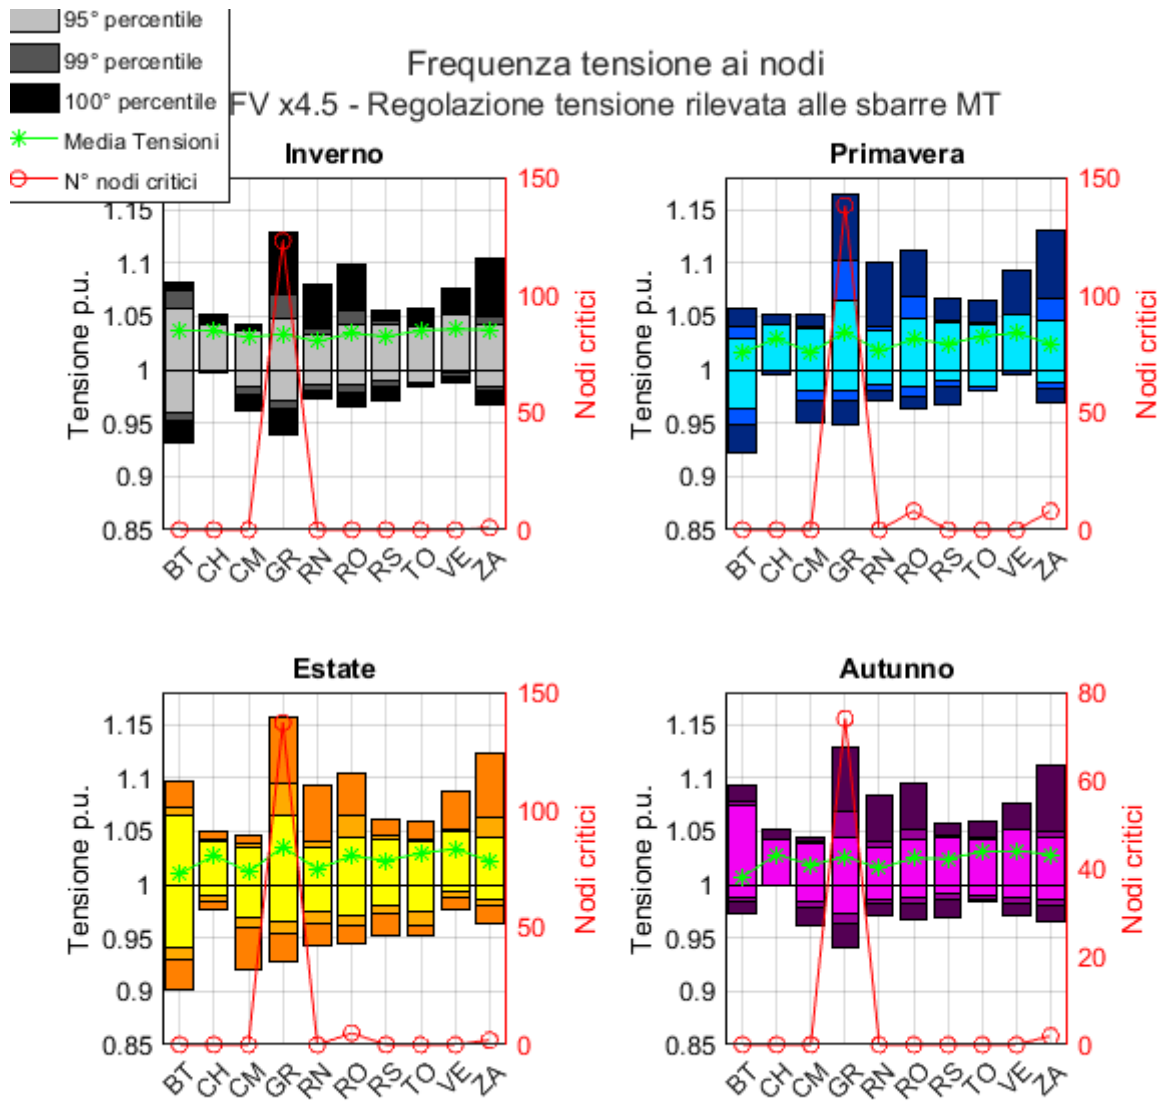 95° percentile
99° percentile
100° percentile
Media Tensioni
N° nodi critici
Frequenza tensione ai nodi
FV x4.5 - Regolazione tensione rilevata alle sbarre MT
Inverno
Tensione p.u.
1.15
1.1
1.05
1
0.95
0.9
0.85
150
100
50
0
Nodi critici
BT CH CM GR RN RO RS TO VE ZA
Primavera
Tensione p.u.
1.15
1.1
1.05
1
0.95
0.9
0.85
150
100
50
0
Nodi critici
BT CH CM GR RN RO RS TO VE ZA
Estate
Tensione p.u.
1.15
1.1
1.05
1
0.95
0.9
0.85
150
100
50
0
Nodi critici
BT CH CM GR RN RO RS TO VE ZA
Autunno
Tensione p.u.
1.15
1.1
1.05
1
0.95
0.9
0.85
80
60
40
20
0
Nodi critici
BT CH CM GR RN RO RS TO VE ZA